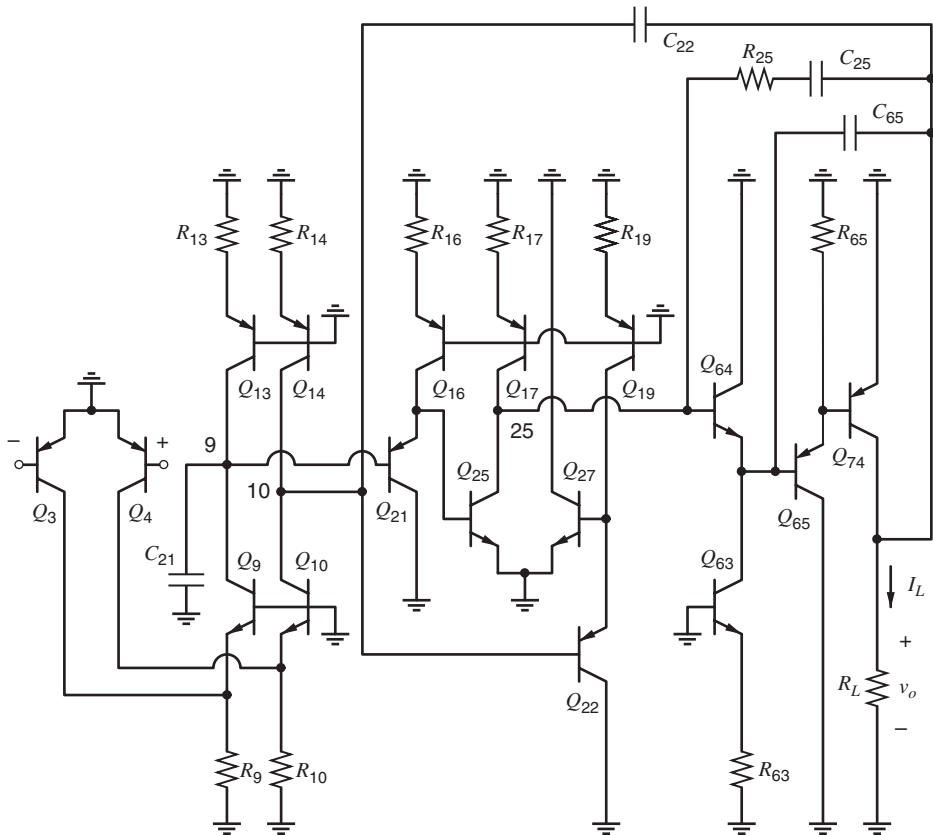 C22
R25
C25
C65
R13
R14
R16
R17
R19
R65
Q13
Q14
Q16
Q17
Q19
Q64
9
25
− +
Q3
Q4
10
Q21
Q25
Q27
Q65
Q74
C21
Q9
Q10
Q63
IL
+
Q22
RL
vo
−
R9
R10
R63